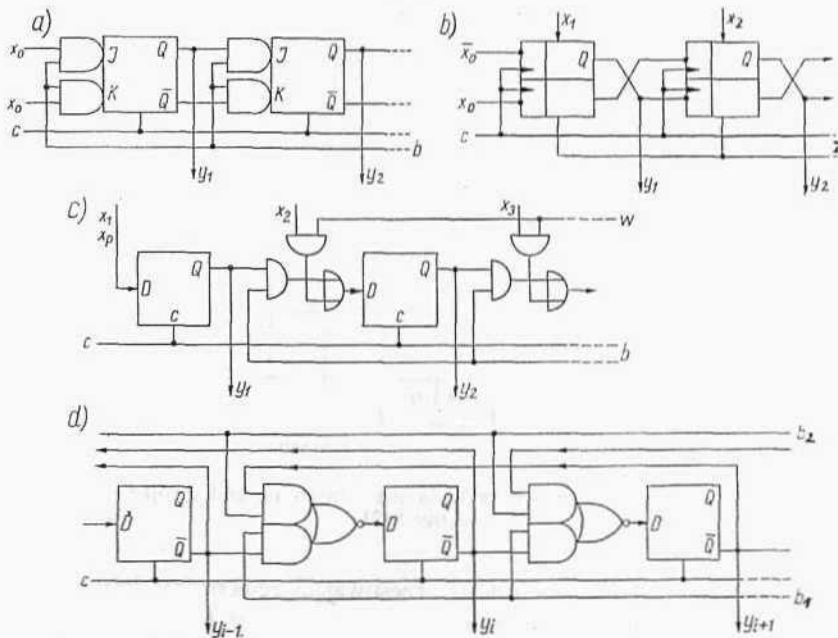 a)
x₀ J Q J Q
x₀ K Q̅ K Q̅
c
b
y₁ y₂
b)
x₁ x₂
x̅₀ Q Q
x₀
c
y₁ y₂
c)
x₁ x₂ x₃ w
xₚ
D Q D Q
c c
c
b
y₁ y₂
d)
b₂
Q Q Q
D D D
Q̅ Q̅ Q̅
c
b₁
yᵢ₋₁ yᵢ yᵢ₊₁